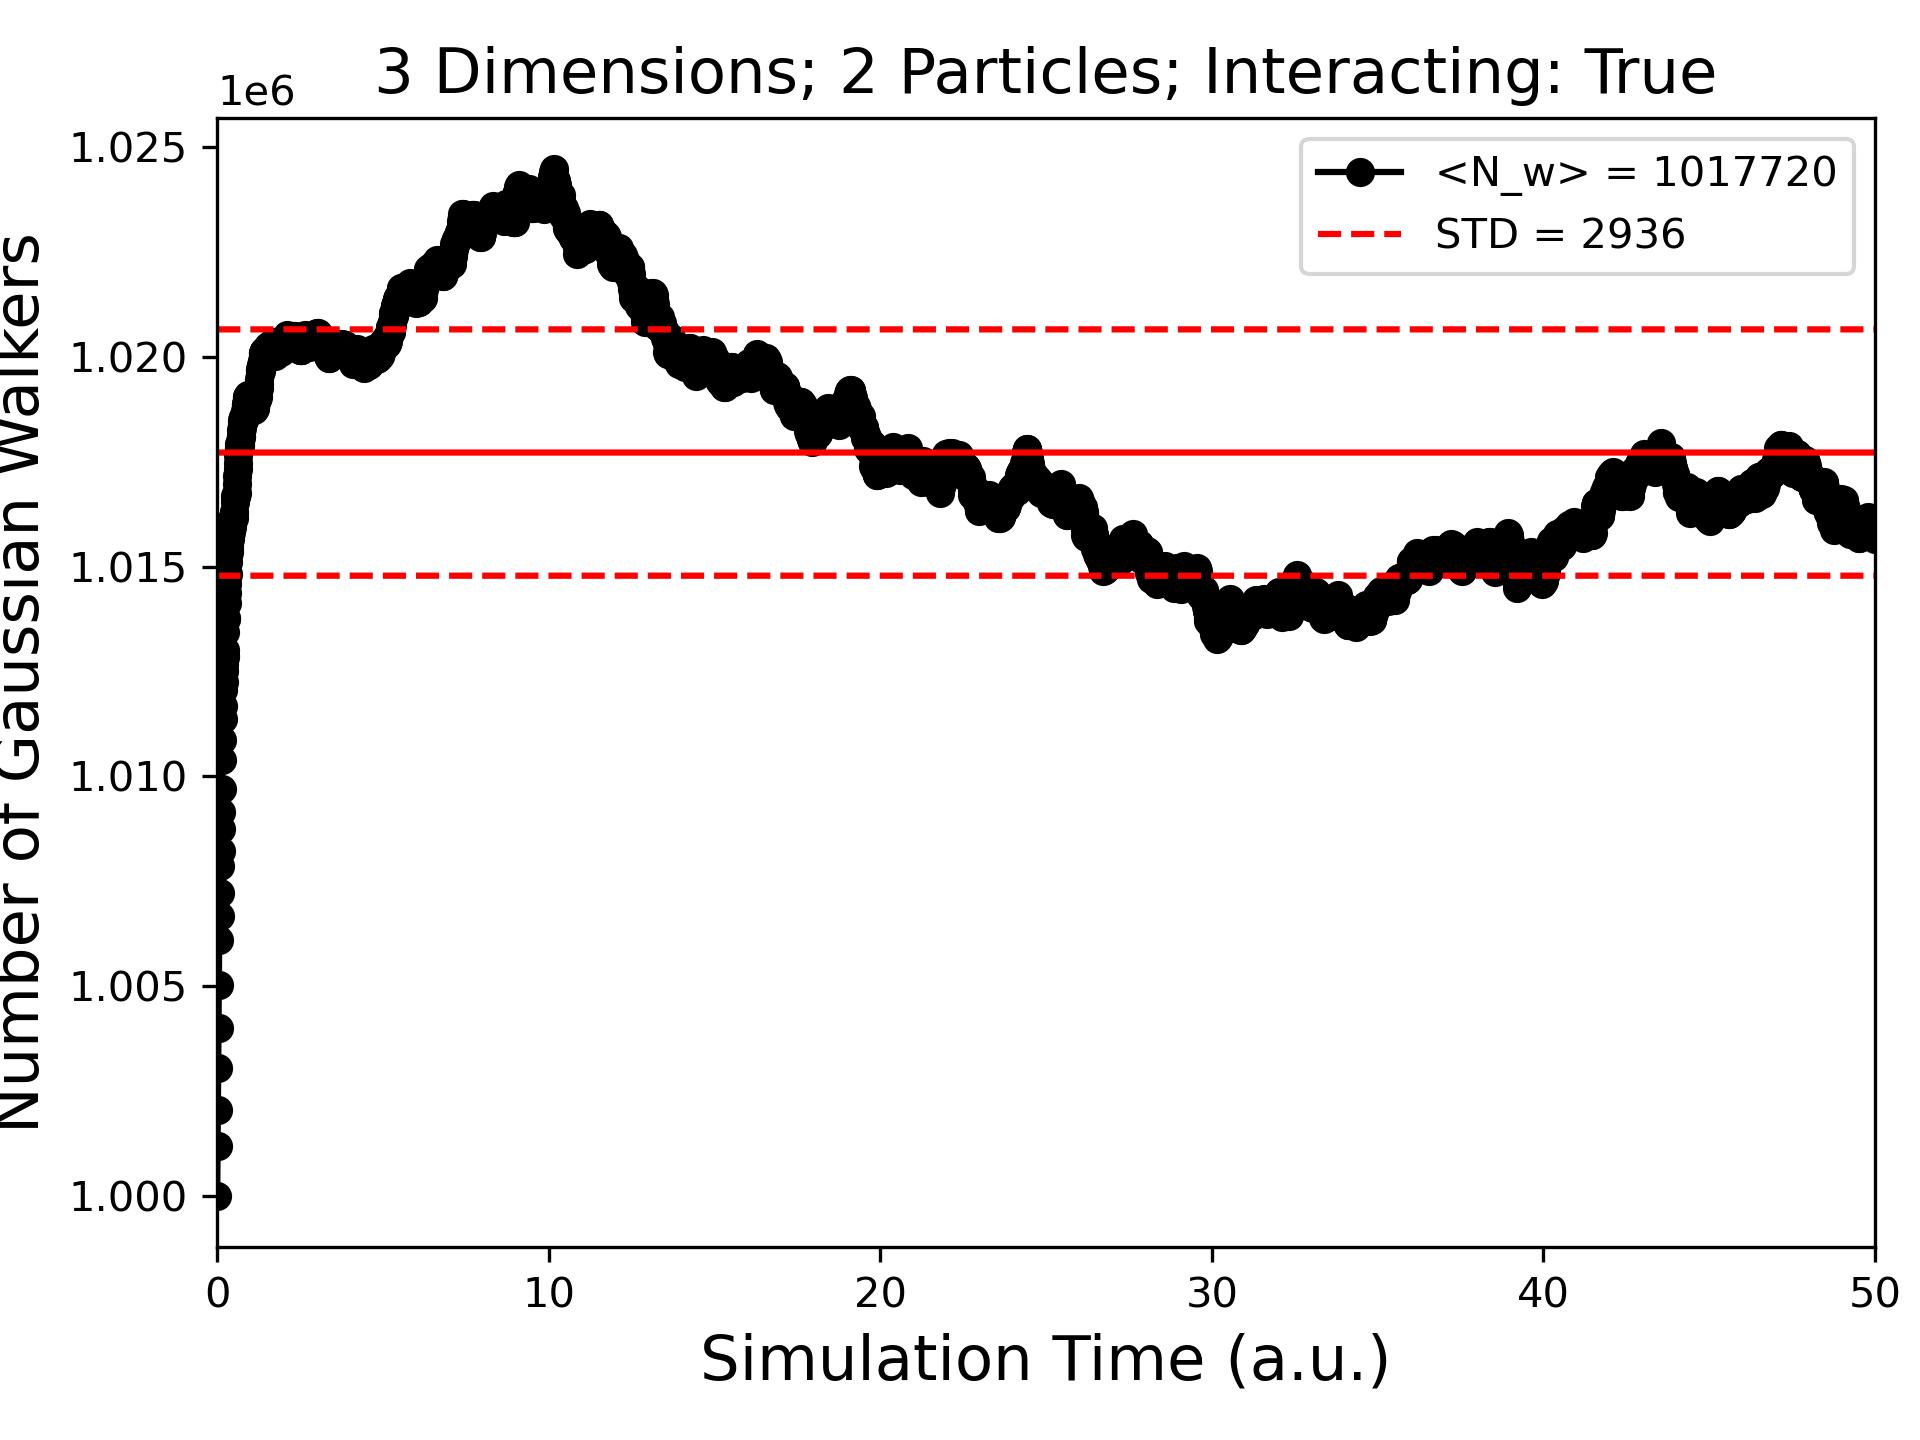 3 Dimensions; 2 Particles; Interacting: True
1e6
<N_w> = 1017720
STD = 2936
1.025
1.020
1.015
1.010
1.005
1.000
Number of Gaussian Walkers
0 10 20 30 40 50
Simulation Time (a.u.)